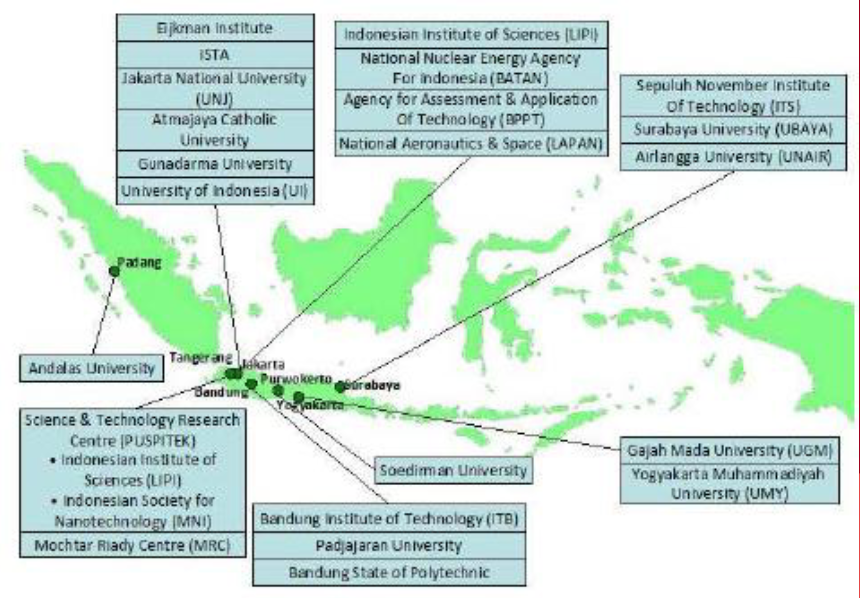 Eijkman Institute
ISTA
Jakarta National University
(UNJ)
Atmajaya Catholic
University
Gunadarma University
University of Indonesia (UI)
Indonesian Institute of Sciences (LIPI)
National Nuclear Energy Agency
For Indonesia (BATAN)
Agency for Assessment & Application
Of Technology (BPPT)
National Aeronautics & Space (LAPAN)
Sepuluh November Institute
Of Technology (ITS)
Surabaya University (UBAYA)
Airlangga University (UNAIR)
Padang
Andalas University
Tangerang
Jakarta
Bandung
Purwokerto
Yogyakarta
Surabaya
Science & Technology Research
Centre (PUSPITEK)
• Indonesian Institute of
Sciences (LIPI)
• Indonesian Society for
Nanotechnology (MNI)
Mochtar Riady Centre (MRC)
Soedirman University
Gajah Mada University (UGM)
Yogyakarta Muhammadiyah
University (UMY)
Bandung Institute of Technology (ITB)
Padjajaran University
Bandung State of Polytechnic